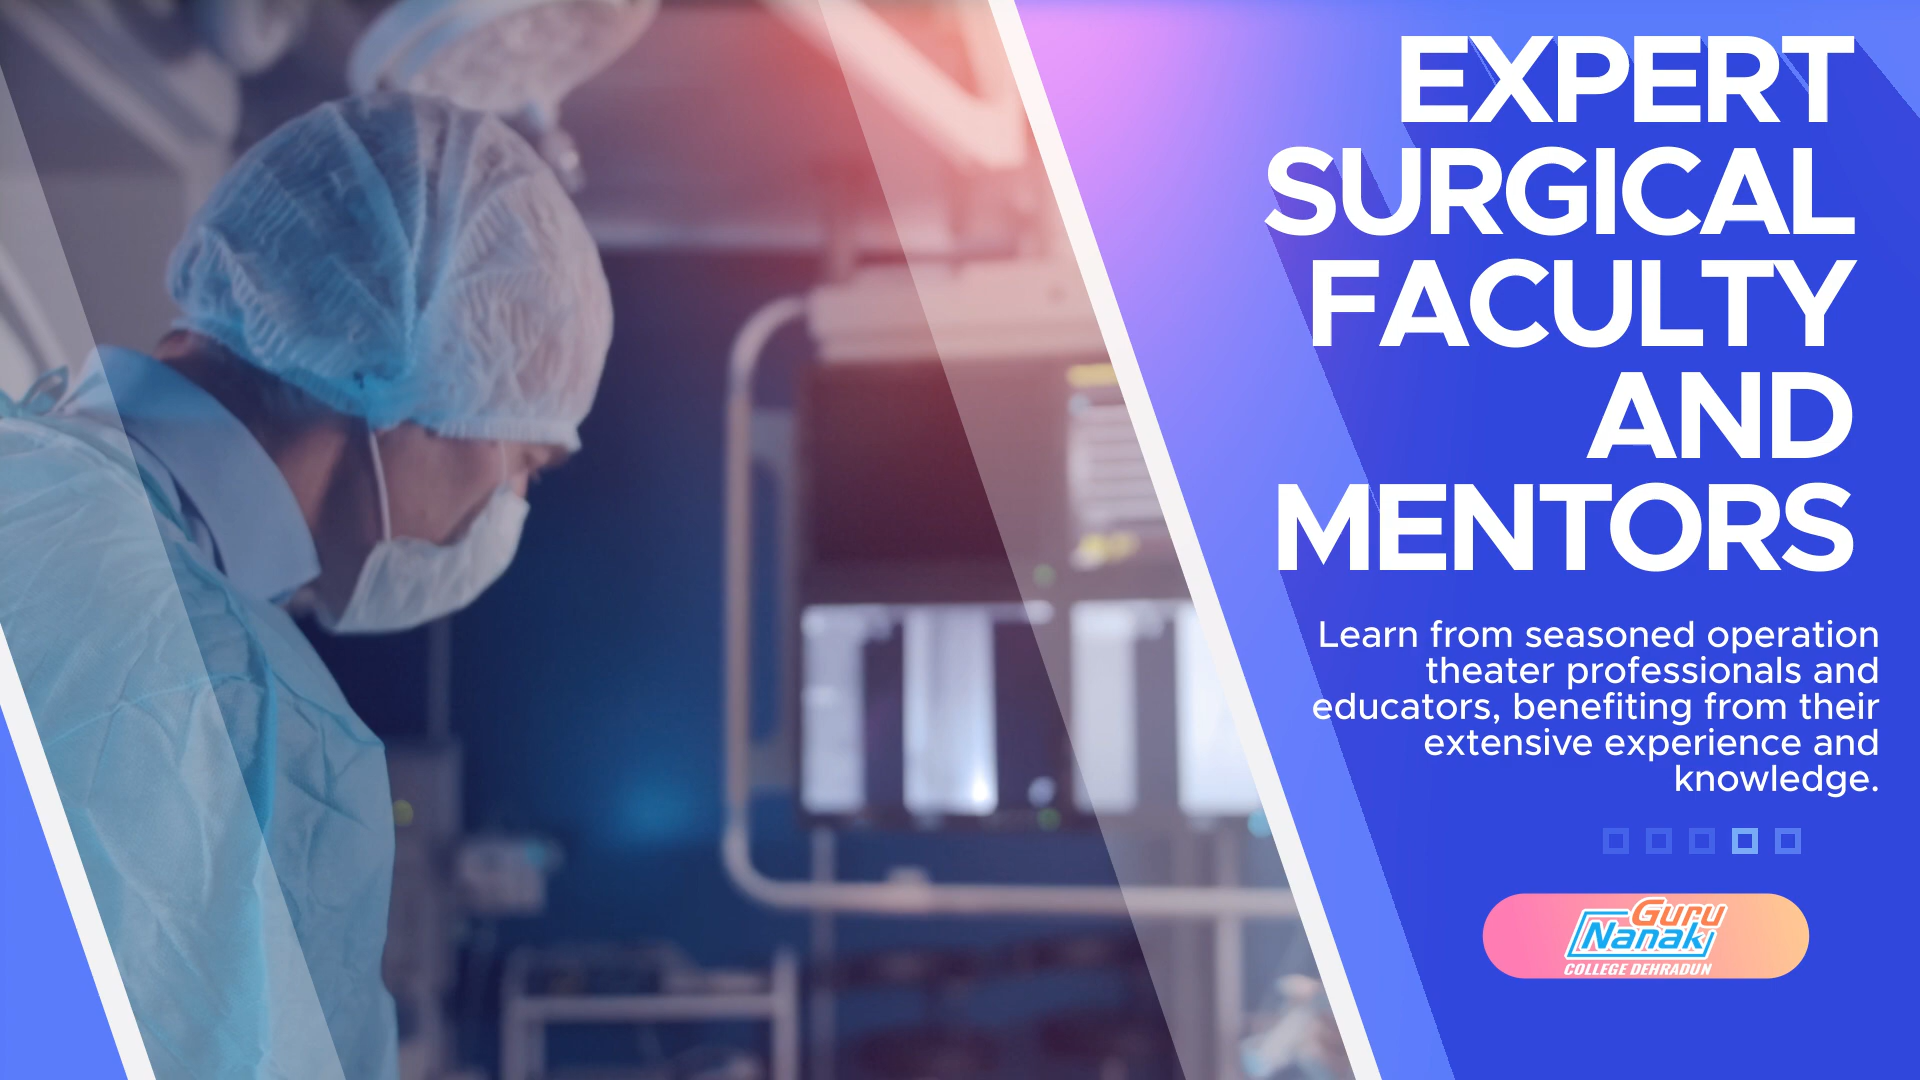 EXPERT
SURGICAL
FACULTY
AND
MENTORS
Learn from seasoned operation
theater professionals and
educators, benefiting from their
extensive experience and
knowledge.
Guru
Nanak
COLLEGE DEHRADUN